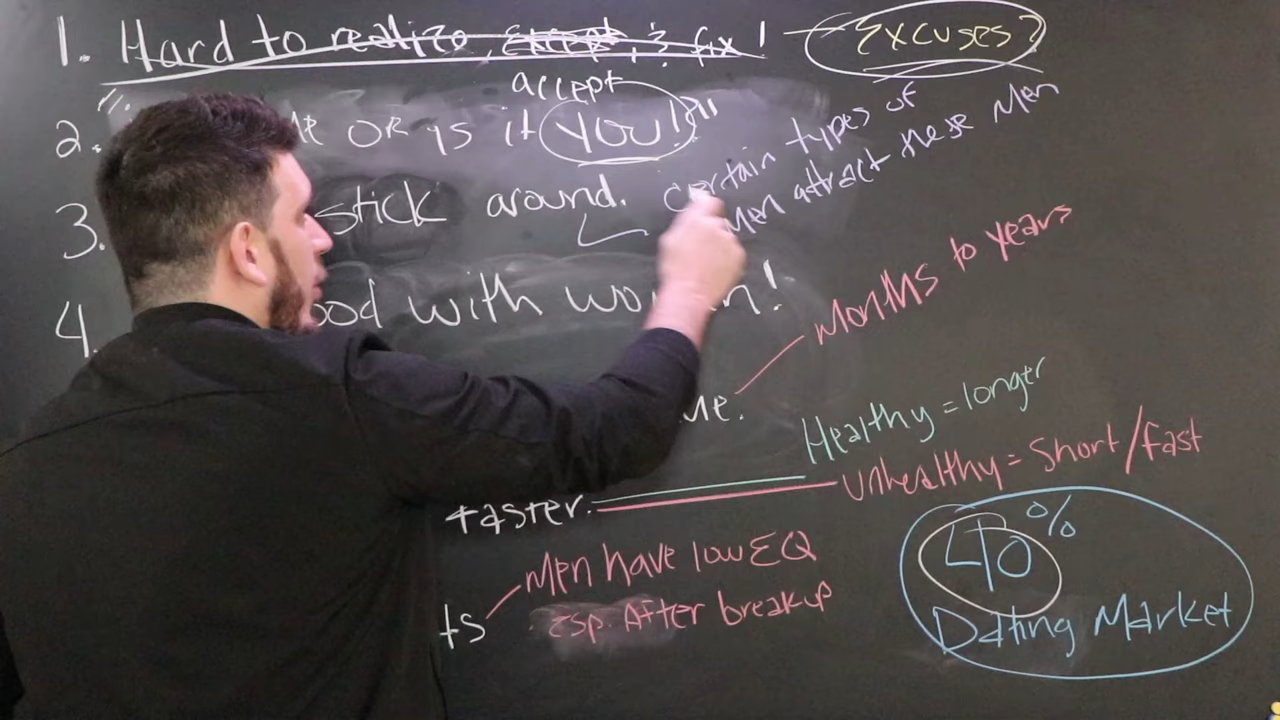 1. Hard to realize, accept, & fix! Excuses?
accept
2. OR is it YOU!?"
3. stick around. certain types of
Men attract these Men
4. with women!
Months to years
me.
Healthy = longer
faster. Unhealthy = Short/fast
40%
Dating Market
Men have low EQ
ts esp. After breakup